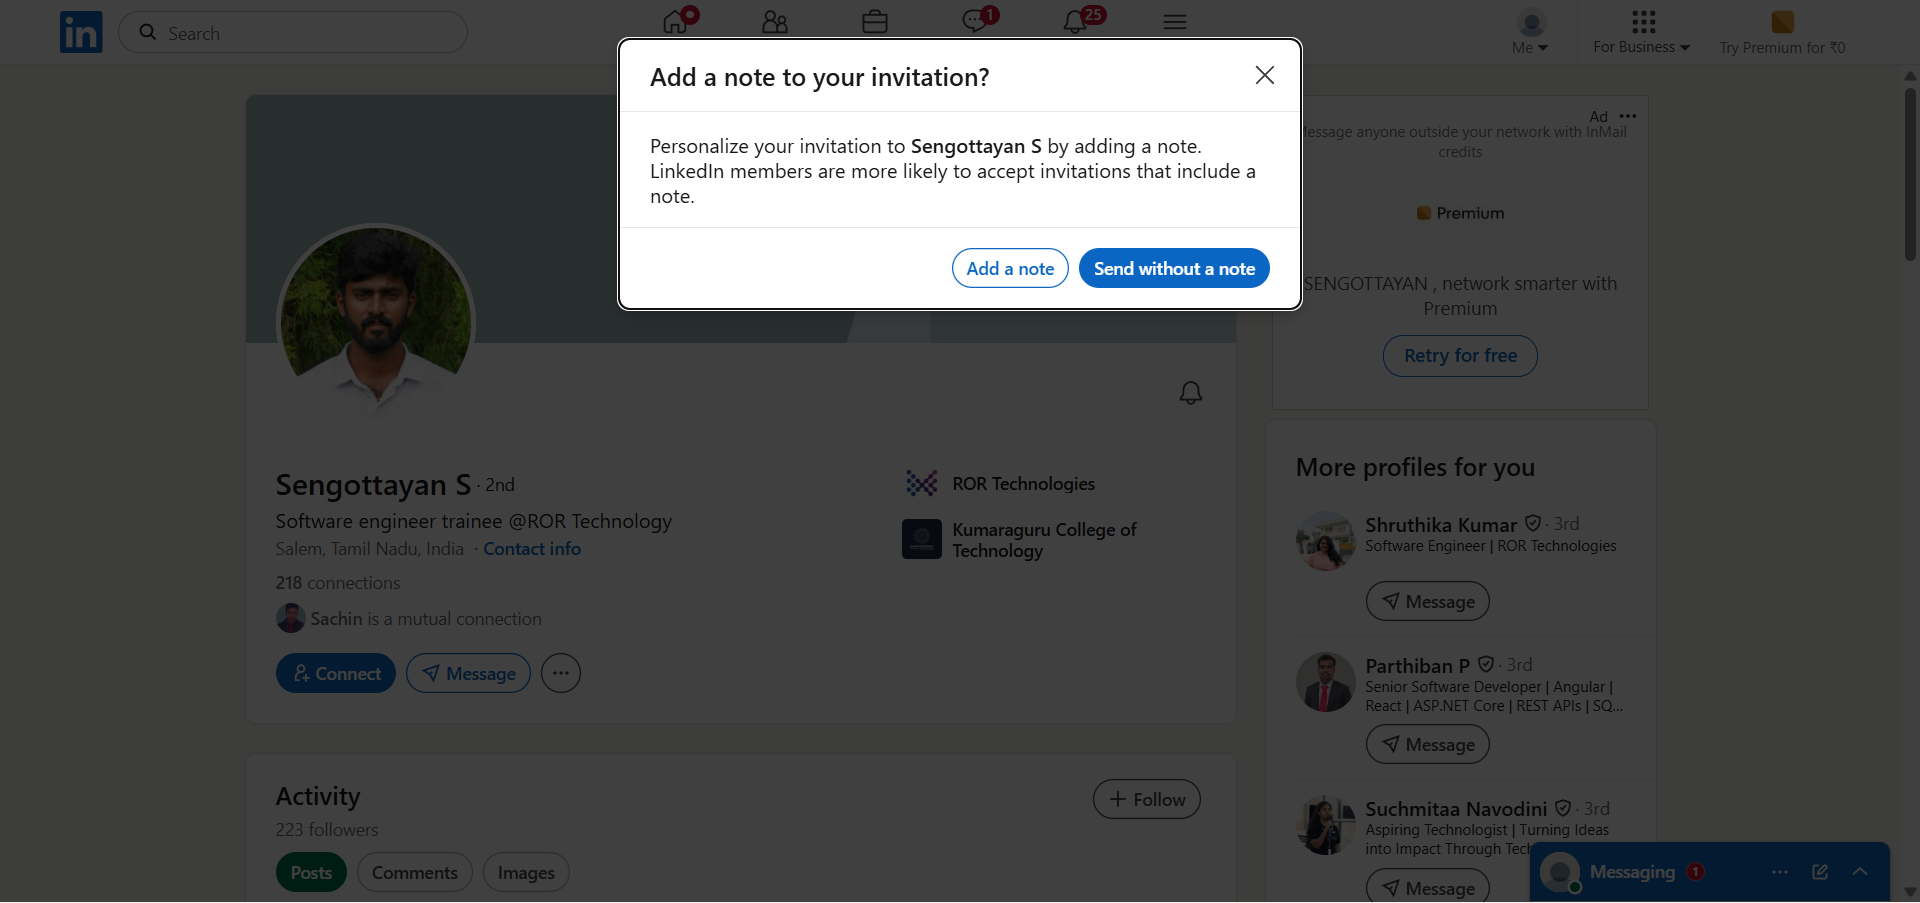 in
Search
1
25
Me
For Business
Try Premium for ₹0
Add a note to your invitation?
Personalize your invitation to Sengottayan S by adding a note.
LinkedIn members are more likely to accept invitations that include a
note.
Add a note
Send without a note
Ad
Message anyone outside your network with InMail
credits
Premium
SENGOTTAYAN , network smarter with
Premium
Retry for free
Sengottayan S · 2nd
Software engineer trainee @ROR Technology
Salem, Tamil Nadu, India · Contact info
218 connections
Sachin is a mutual connection
Connect
Message
ROR Technologies
Kumaraguru College of
Technology
Activity
223 followers
Follow
Posts
Comments
Images
More profiles for you
Shruthika Kumar · 3rd
Software Engineer | ROR Technologies
Message
Parthiban P · 3rd
Senior Software Developer | Angular |
React | ASP.NET Core | REST APIs | SQ...
Message
Suchmitaa Navodini · 3rd
Aspiring Technologist | Turning Ideas
into Impact Through Tec
Message
Messaging 1